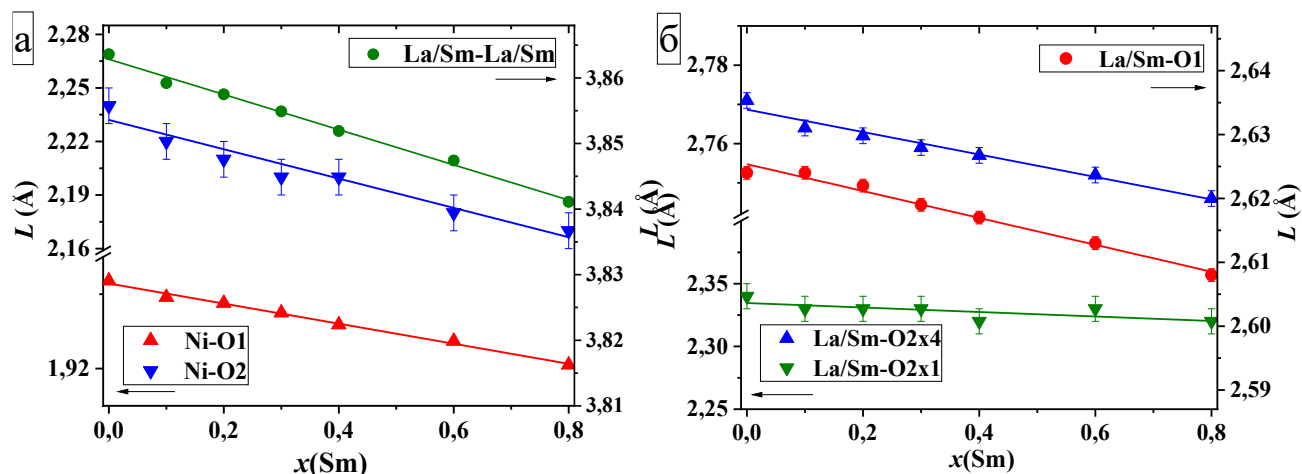 а
La/Sm-La/Sm
2,28
2,25
2,22
2,19
2,16
1,92
L (Å)
3,86
3,85
3,84
3,83
3,82
3,81
L (Å)
Ni-O1
Ni-O2
0,0 0,2 0,4 0,6 0,8
x(Sm)
б
La/Sm-O1
2,78
2,76
2,35
2,33
2,25
L (Å)
2,64
2,63
2,62
2,61
2,60
2,59
L (Å)
La/Sm-O2x4
La/Sm-O2x1
0,0 0,2 0,4 0,6 0,8
x(Sm)